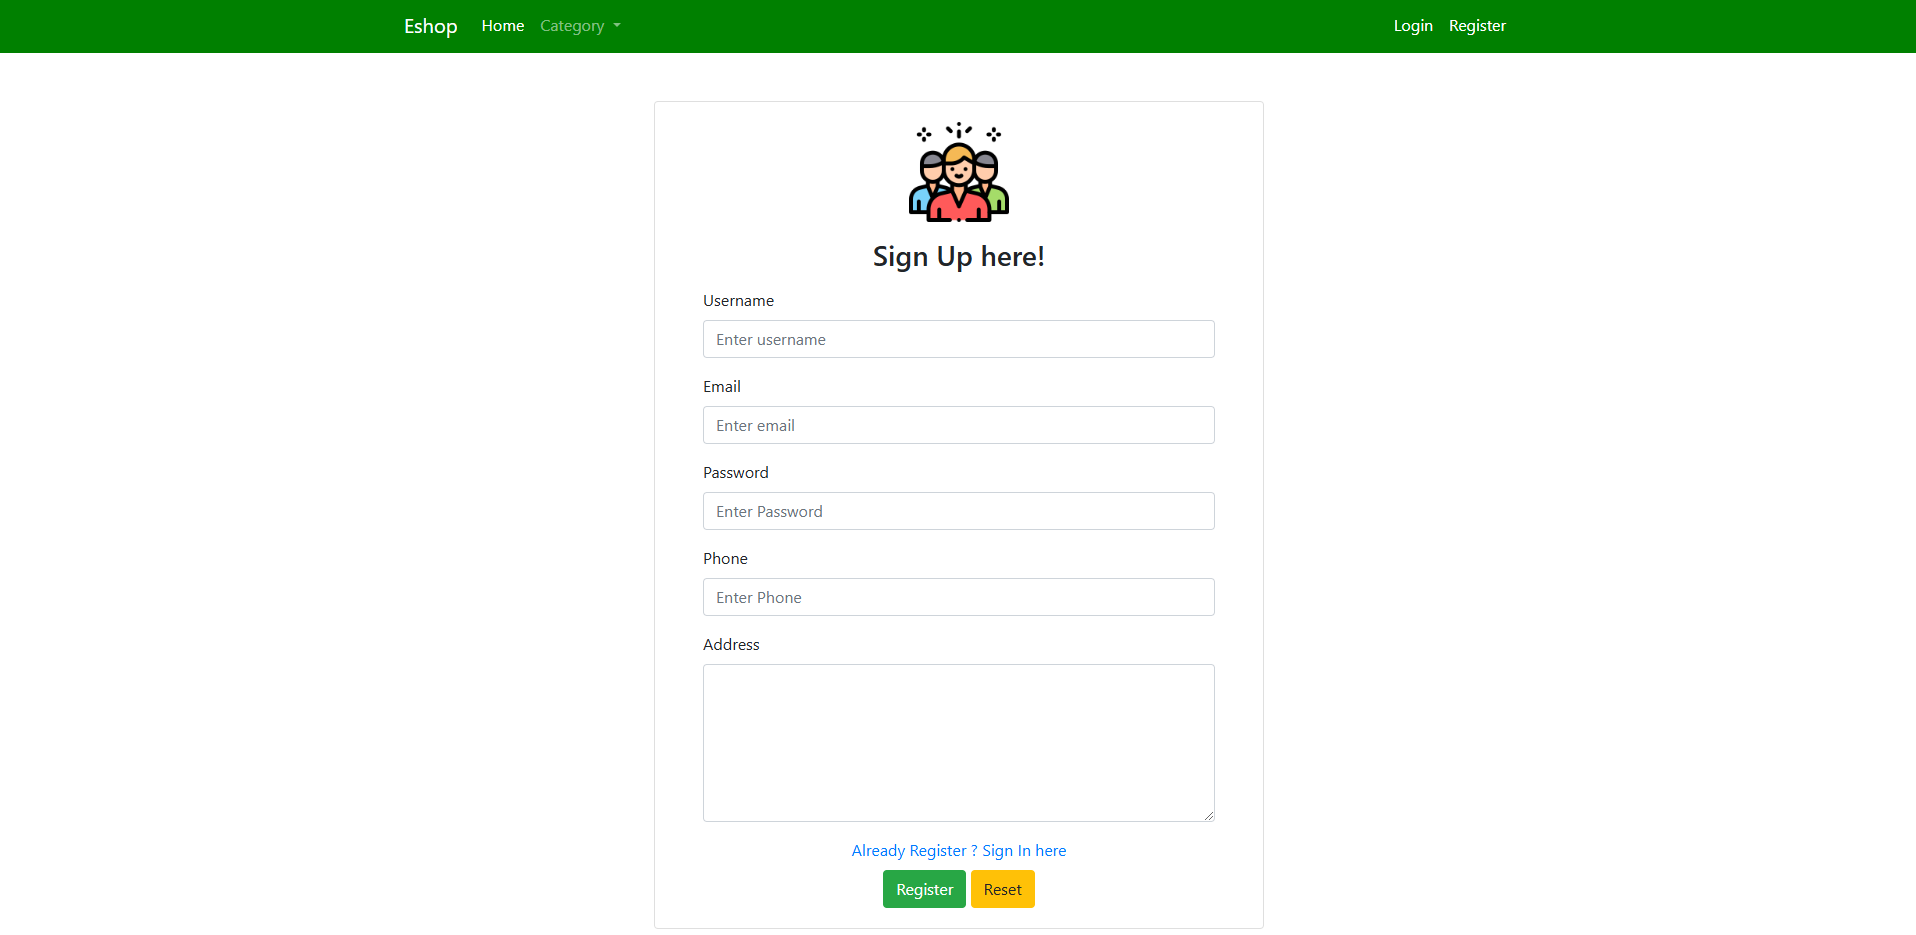 Eshop Home Category Login Register
Sign Up here!
Username
Enter username
Email
Enter email
Password
Enter Password
Phone
Enter Phone
Address
Already Register ? Sign In here
Register Reset